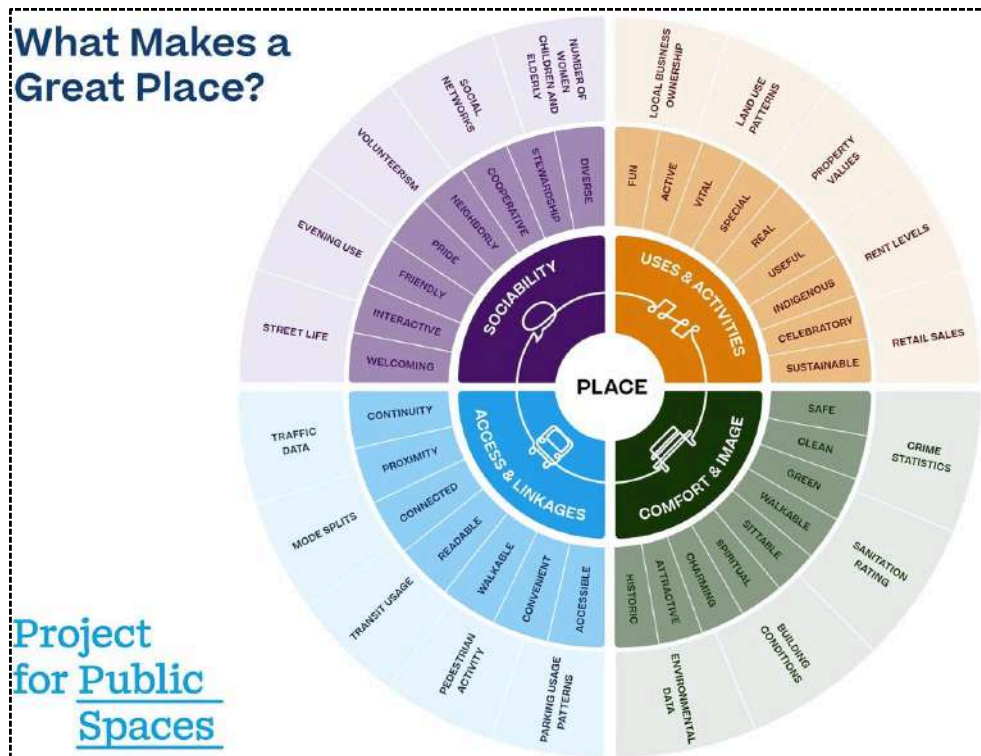 What Makes a
Great Place?
NUMBER OF
WOMEN
CHILDREN AND
ELDERLY
SOCIAL
NETWORKS
VOLUNTEERISM
EVENING USE
STREET LIFE
DIVERSE
STEWARDSHIP
COOPERATIVE
NEIGHBORLY
PRIDE
FRIENDLY
INTERACTIVE
WELCOMING
SOCIABILITY
LOCAL BUSINESS
OWNERSHIP
LAND USE
PATTERNS
PROPERTY
VALUES
RENT LEVELS
RETAIL SALES
FUN
ACTIVE
VITAL
SPECIAL
REAL
USEFUL
INDIGENOUS
CELEBRATORY
SUSTAINABLE
USES & ACTIVITIES
PLACE
ACCESS & LINKAGES
CONTINUITY
PROXIMITY
CONNECTED
READABLE
WALKABLE
CONVENIENT
ACCESSIBLE
TRAFFIC
DATA
MODE SPLITS
TRANSIT USAGE
PEDESTRIAN
ACTIVITY
PARKING USAGE
PATTERNS
COMFORT & IMAGE
SAFE
CLEAN
GREEN
WALKABLE
SITTABLE
SPIRITUAL
CHARMING
ATTRACTIVE
HISTORIC
CRIME
STATISTICS
SANITATION
RATING
BUILDING
CONDITIONS
ENVIRONMENTAL
DATA
Project
for Public
Spaces